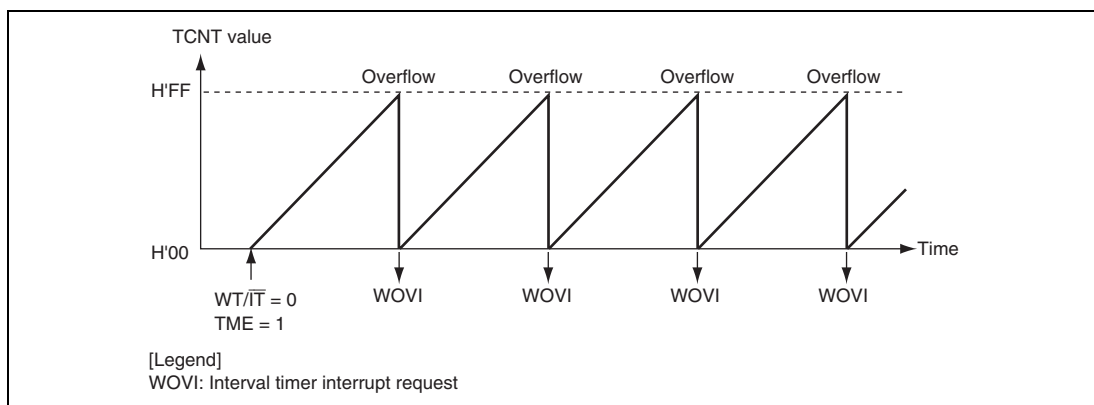 TCNT value
Overflow Overflow Overflow Overflow
H'FF
H'00
Time
WT/I̅T̅ = 0
TME = 1
WOVI WOVI WOVI WOVI
[Legend]
WOVI: Interval timer interrupt request